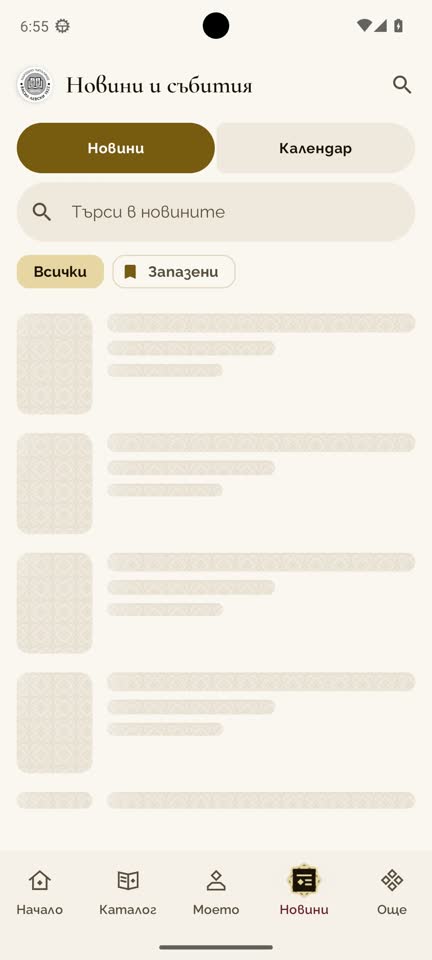 6:55
Новини и събития
Новини
Календар
Търси в новините
Всички
Запазени
Начало
Каталог
Моето
Новини
Още